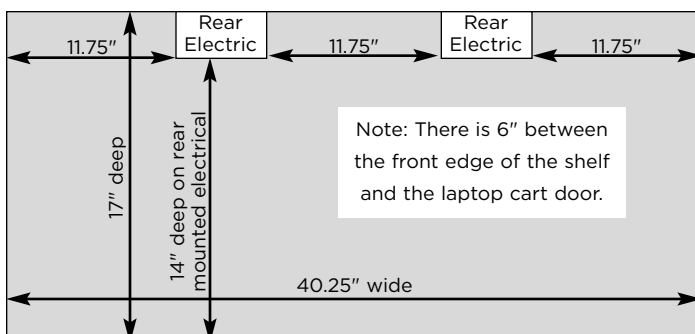 Rear
Electric
Rear
Electric
11.75"
11.75"
11.75"
17" deep
14" deep on rear
mounted electrical
Note: There is 6" between
the front edge of the shelf
and the laptop cart door.
40.25" wide